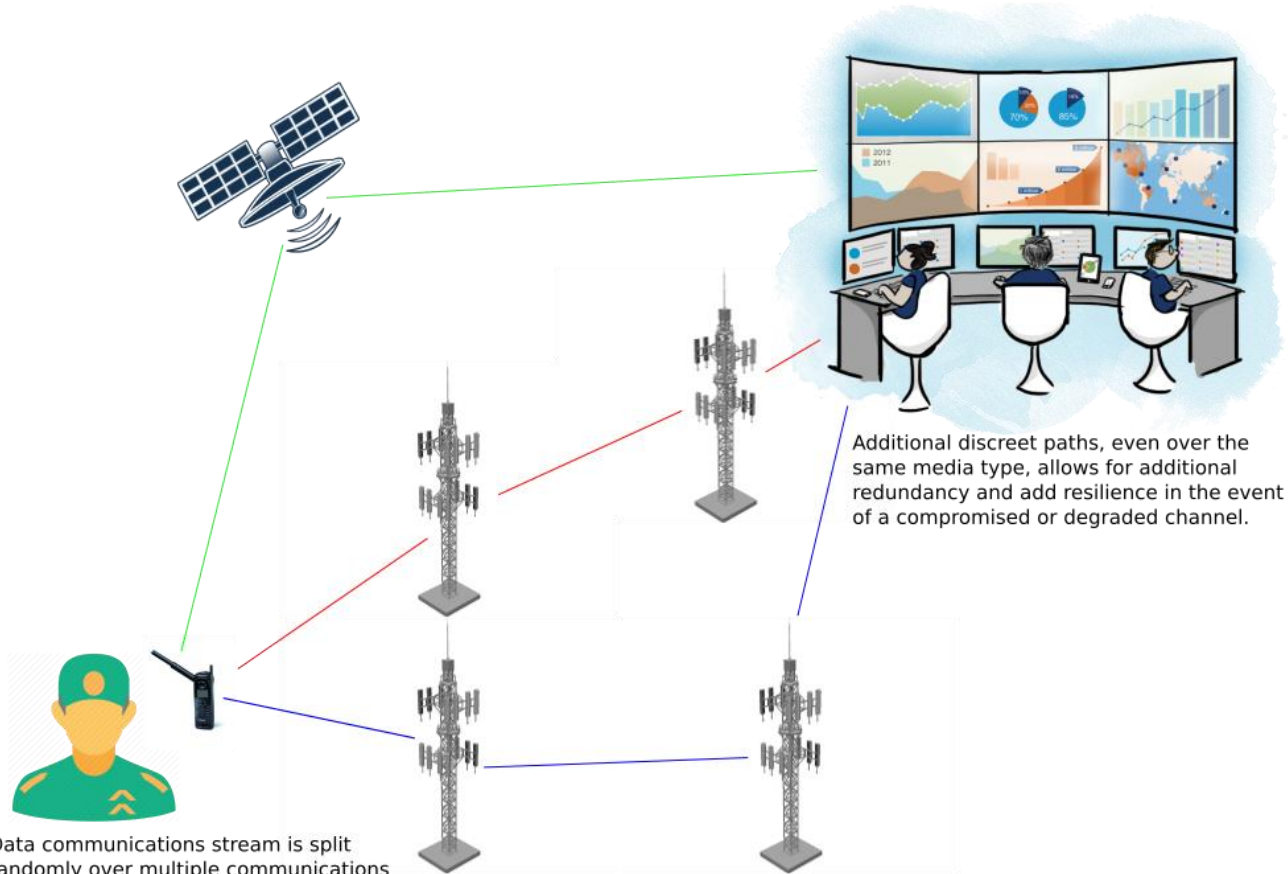 70%
85%
2012
2011
Additional discreet paths, even over the
same media type, allows for additional
redundancy and add resilience in the event
of a compromised or degraded channel.
Data communications stream is split
randomly over multiple communications